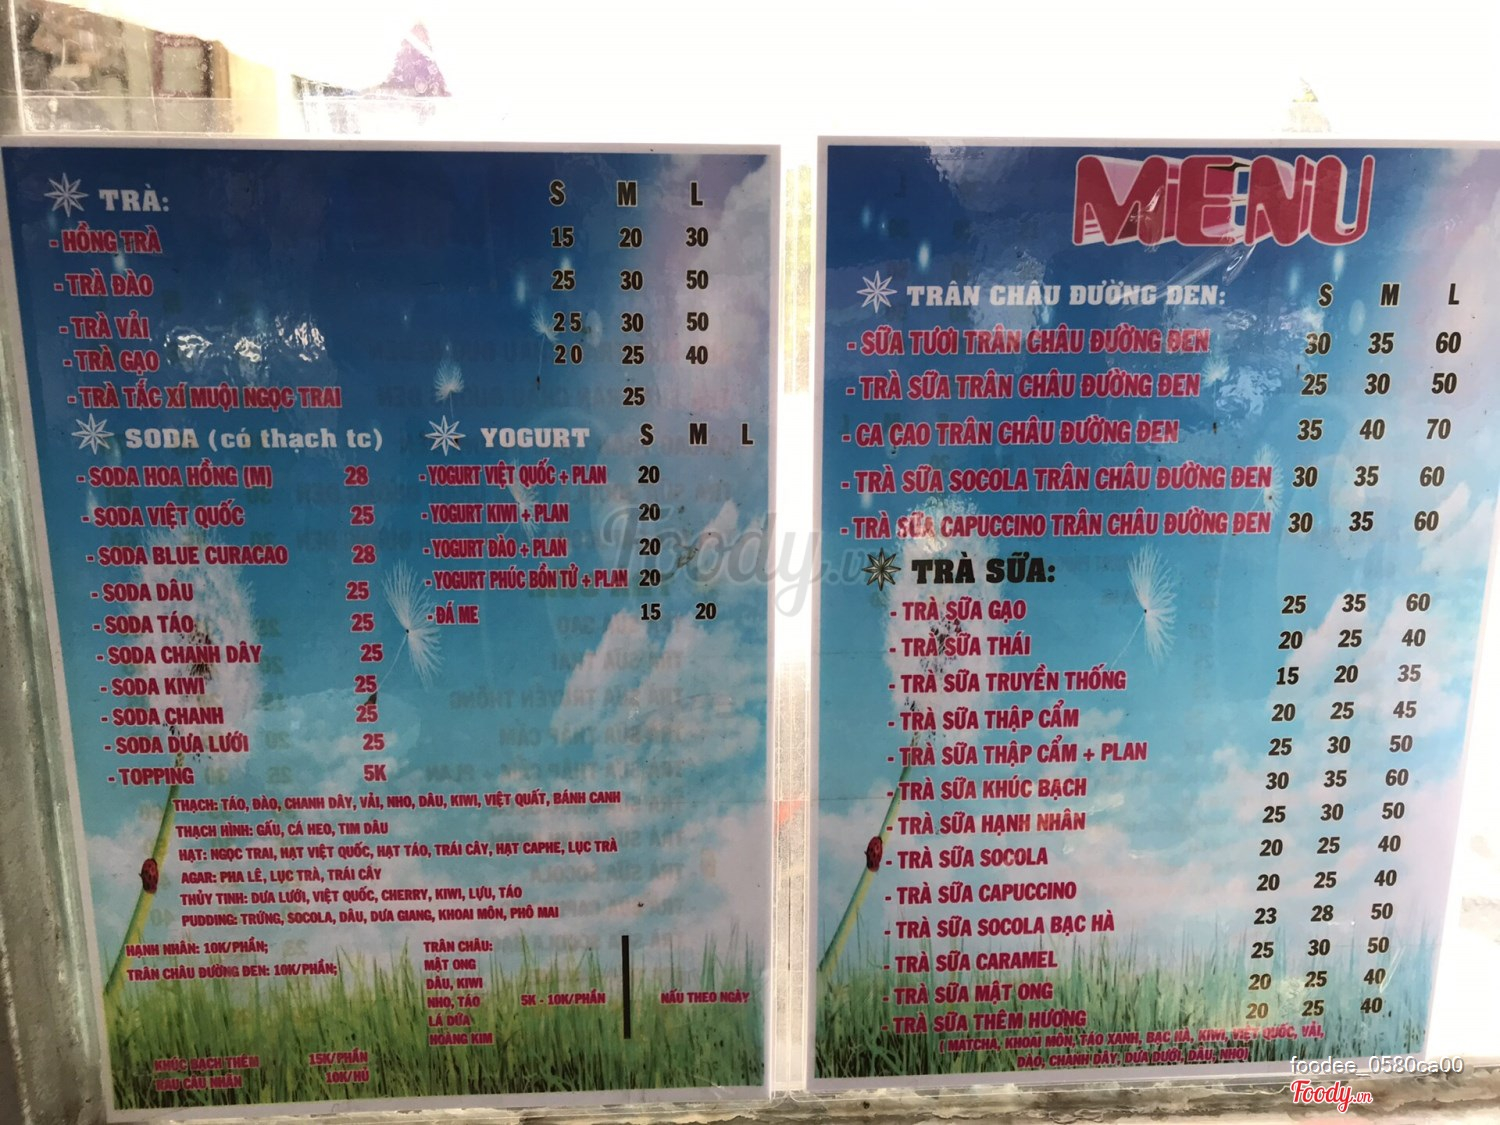 TRÀ: S M L
- HỒNG TRÀ 15 20 30
- TRÀ ĐÀO 25 30 50
- TRÀ VẢI 25 30 50
- TRÀ GẠO 20 25 40
- TRÀ TẮC XÍ MUỘI NGỌC TRAI 25
SODA (có thạch tc)
- SODA HOA HỒNG (M) 28
- SODA VIỆT QUỐC 25
- SODA BLUE CURACAO 28
- SODA DÂU 25
- SODA TÁO 25
- SODA CHANH DÂY 25
- SODA KIWI 25
- SODA CHANH 25
- SODA DƯA LƯỚI 25
- TOPPING 5K
YOGURT S M L
- YOGURT VIỆT QUỐC + PLAN 20
- YOGURT KIWI + PLAN 20
- YOGURT ĐÀO + PLAN 20
- YOGURT PHÚC BỒN TỬ + PLAN 20
- ĐÁ ME 15 20
THẠCH: TÁO, ĐÀO, CHANH DÂY, VẢI, NHO, DÂU, KIWI, VIỆT QUẤT, BÁNH CANH
THẠCH HÌNH: GẤU, CÁ HEO, TIM DÂU
HẠT: NGỌC TRAI, HẠT VIỆT QUỐC, HẠT TÁO, TRÁI CÂY, HẠT CAPHE, LỤC TRÀ
AGAR: PHA LÊ, LỤC TRÀ, TRÁI CÂY
THỦY TINH: DƯA LƯỚI, VIỆT QUỐC, CHERRY, KIWI, LỰU, TÁO
PUDDING: TRỨNG, SOCOLA, DÂU, DƯA GIANG, KHOAI MÔN, PHÔ MAI
HẠNH NHÂN: 10K/PHẦN;
TRÂN CHÂU ĐƯỜNG ĐEN: 10K/PHẦN;
TRÂN CHÂU:
MẬT ONG
DÂU, KIWI
NHO, TÁO 5K - 10K/PHẦN NẤU THEO NGÀY
LÁ DỨA
HOÀNG KIM
KHÚC BẠCH THÊM 15K/PHẦN
RAU CÂU NHÂN 10K/HỦ
MENU
TRÂN CHÂU ĐƯỜNG ĐEN: S M L
- SỮA TƯƠI TRÂN CHÂU ĐƯỜNG ĐEN 30 35 60
- TRÀ SỮA TRÂN CHÂU ĐƯỜNG ĐEN 25 30 50
- CA CAO TRÂN CHÂU ĐƯỜNG ĐEN 35 40 70
- TRÀ SỮA SOCOLA TRÂN CHÂU ĐƯỜNG ĐEN 30 35 60
- TRÀ SỮA CAPUCCINO TRÂN CHÂU ĐƯỜNG ĐEN 30 35 60
TRÀ SỮA:
- TRÀ SỮA GẠO 25 35 60
- TRÀ SỮA THÁI 20 25 40
- TRÀ SỮA TRUYỀN THỐNG 15 20 35
- TRÀ SỮA THẬP CẨM 20 25 45
- TRÀ SỮA THẬP CẨM + PLAN 25 30 50
- TRÀ SỮA KHÚC BẠCH 30 35 60
- TRÀ SỮA HẠNH NHÂN 25 30 50
- TRÀ SỮA SOCOLA 20 25 40
- TRÀ SỮA CAPUCCINO 20 25 40
- TRÀ SỮA SOCOLA BẠC HÀ 23 28 50
- TRÀ SỮA CARAMEL 25 30 50
- TRÀ SỮA MẬT ONG 20 25 40
- TRÀ SỮA THÊM HƯƠNG 20 25 40
( MATCHA, KHOAI MÔN, TÁO XANH, BẠC HÀ, KIWI, VIỆT QUỐC, VẢI,
ĐÀO, CHANH DÂY, DƯA DƯỚI, DÂU, NHO)
Foody.vn
foodee_0580ca00
Foody.vn